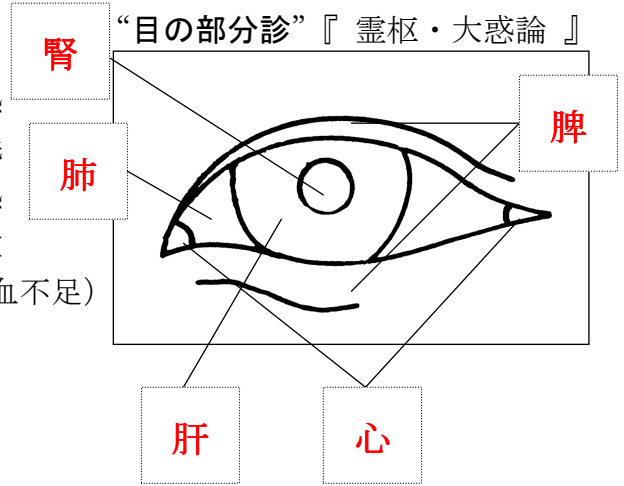 “目の部分診”『 霊枢・大惑論 』
腎
脾
肺
血不足）
肝
心